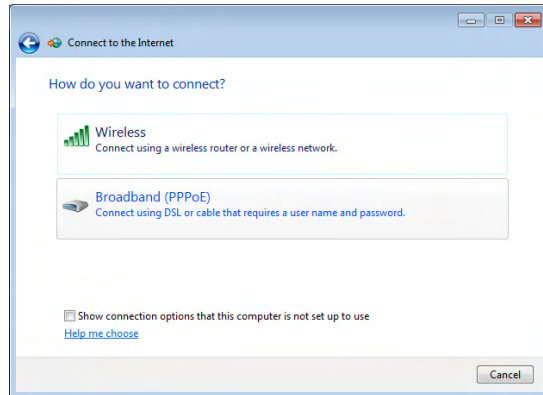 Connect to the Internet
How do you want to connect?
Wireless
Connect using a wireless router or a wireless network.
Broadband (PPPoE)
Connect using DSL or cable that requires a user name and password.
Show connection options that this computer is not set up to use
Help me choose
Cancel